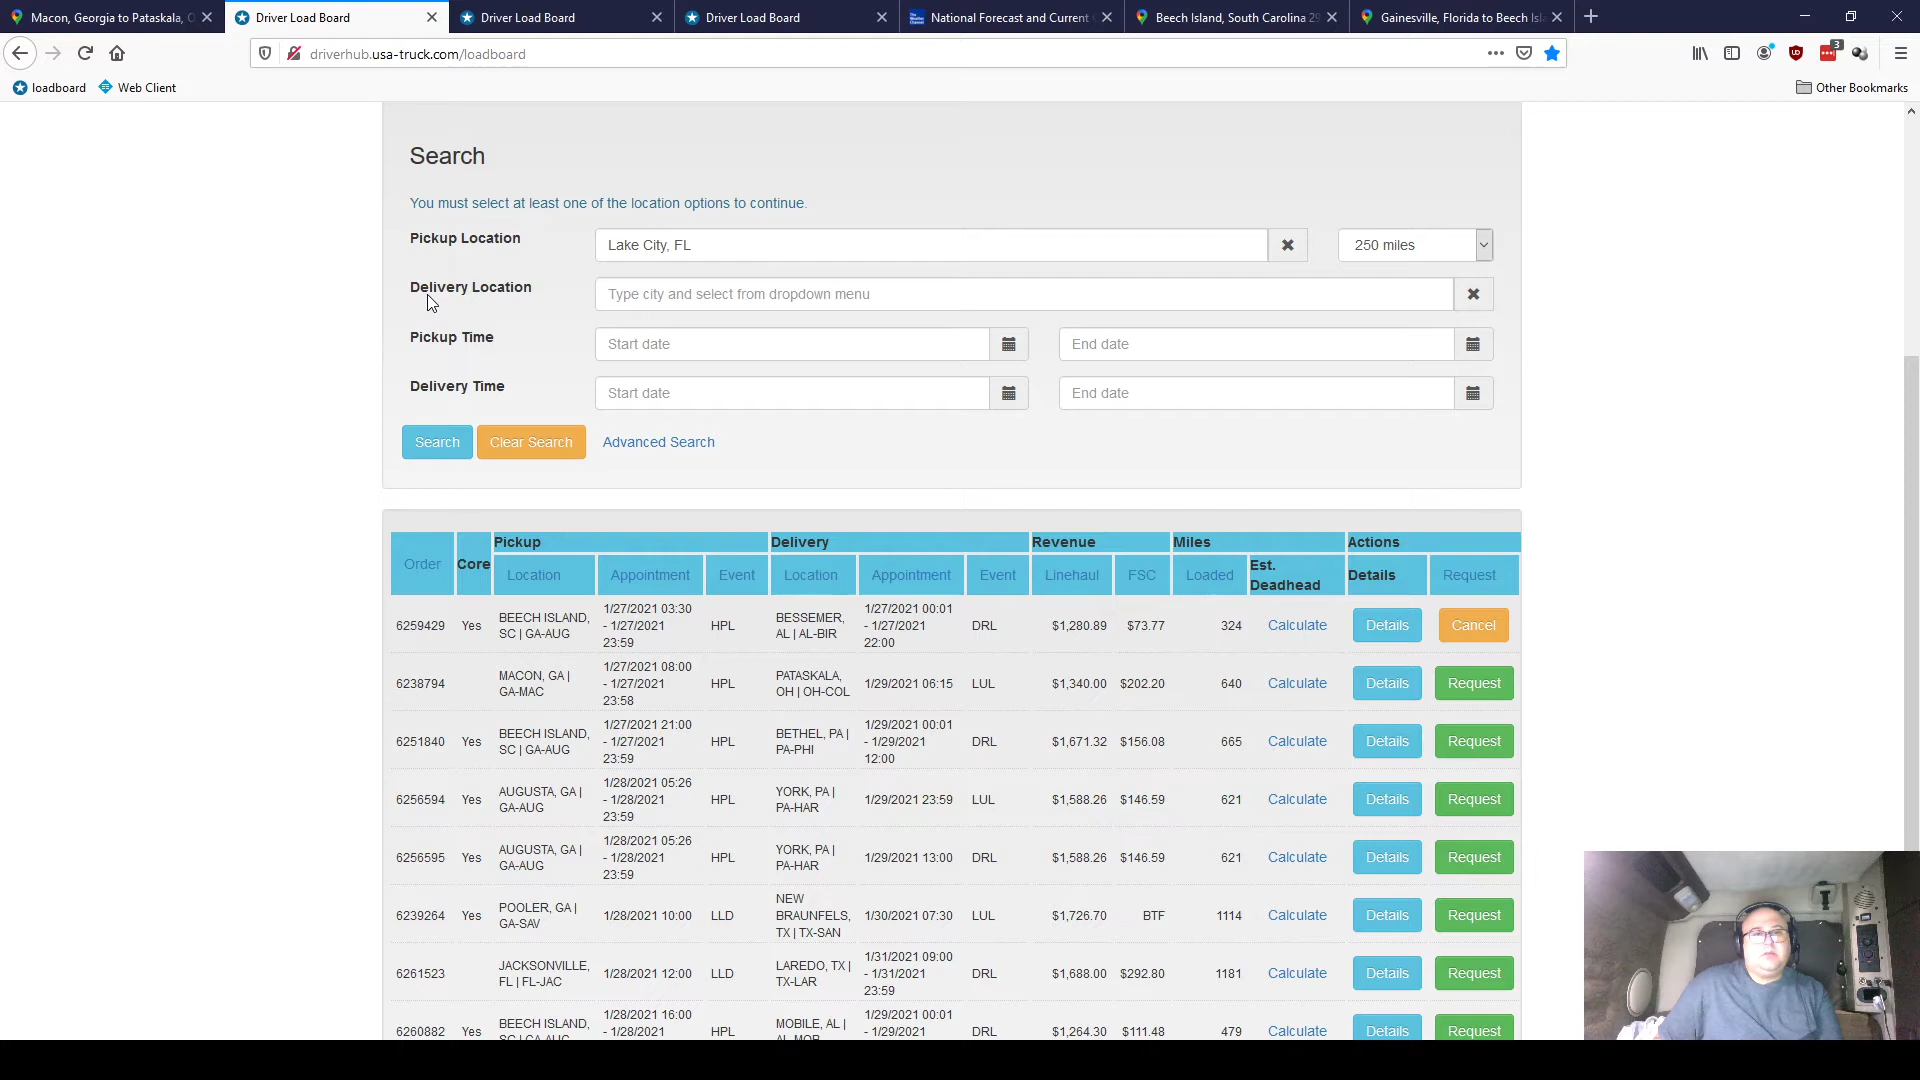 Macon, Georgia to Pataskala, O
Driver Load Board
Driver Load Board
Driver Load Board
National Forecast and Current
Beech Island, South Carolina 29
Gainesville, Florida to Beech Isl
driverhub.usa-truck.com/loadboard
3
loadboard
Web Client
Other Bookmarks
Search
You must select at least one of the location options to continue.
Pickup Location
Lake City, FL
250 miles
Delivery Location
Type city and select from dropdown menu
Pickup Time
Start date
End date
Delivery Time
Start date
End date
Search
Clear Search
Advanced Search
Pickup Delivery Revenue Miles Actions
Order Core Location Appointment Event Location Appointment Event Linehaul FSC Loaded Est. Deadhead Details Request
6259429 Yes BEECH ISLAND, SC | GA-AUG 1/27/2021 03:30 - 1/27/2021 23:59 HPL BESSEMER, AL | AL-BIR 1/27/2021 00:01 - 1/27/2021 22:00 DRL $1,280.89 $73.77 324 Calculate Details Cancel
6238794 MACON, GA | GA-MAC 1/27/2021 08:00 - 1/27/2021 23:58 HPL PATASKALA, OH | OH-COL 1/29/2021 06:15 LUL $1,340.00 $202.20 640 Calculate Details Request
6251840 Yes BEECH ISLAND, SC | GA-AUG 1/27/2021 21:00 - 1/27/2021 23:59 HPL BETHEL, PA | PA-PHI 1/29/2021 00:01 - 1/29/2021 12:00 DRL $1,671.32 $156.08 665 Calculate Details Request
6256594 Yes AUGUSTA, GA | GA-AUG 1/28/2021 05:26 - 1/28/2021 23:59 HPL YORK, PA | PA-HAR 1/29/2021 23:59 LUL $1,588.26 $146.59 621 Calculate Details Request
6256595 Yes AUGUSTA, GA | GA-AUG 1/28/2021 05:26 - 1/28/2021 23:59 HPL YORK, PA | PA-HAR 1/29/2021 13:00 DRL $1,588.26 $146.59 621 Calculate Details Request
6239264 Yes POOLER, GA | GA-SAV 1/28/2021 10:00 LLD NEW BRAUNFELS, TX | TX-SAN 1/30/2021 07:30 LUL $1,726.70 BTF 1114 Calculate Details Request
6261523 JACKSONVILLE, FL | FL-JAC 1/28/2021 12:00 LLD LAREDO, TX | TX-LAR 1/31/2021 09:00 - 1/31/2021 23:59 DRL $1,688.00 $292.80 1181 Calculate Details Request
6260882 Yes BEECH ISLAND, SC | GA-AUG 1/28/2021 16:00 - 1/28/2021 HPL MOBILE, AL | AL-MOB 1/29/2021 00:01 - 1/29/2021 DRL $1,264.30 $111.48 479 Calculate Details Request